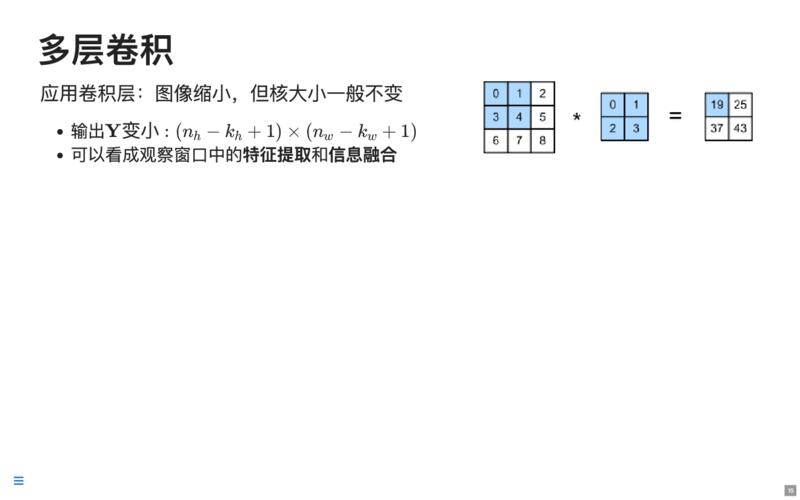 多层卷积
应用卷积层：图像缩小，但核大小一般不变
• 输出Y变小：(n_h − k_h + 1) × (n_w − k_w + 1)
• 可以看成观察窗口中的特征提取和信息融合
0 1 2
3 4 5
6 7 8
*
0 1
2 3
=
19 25
37 43
15